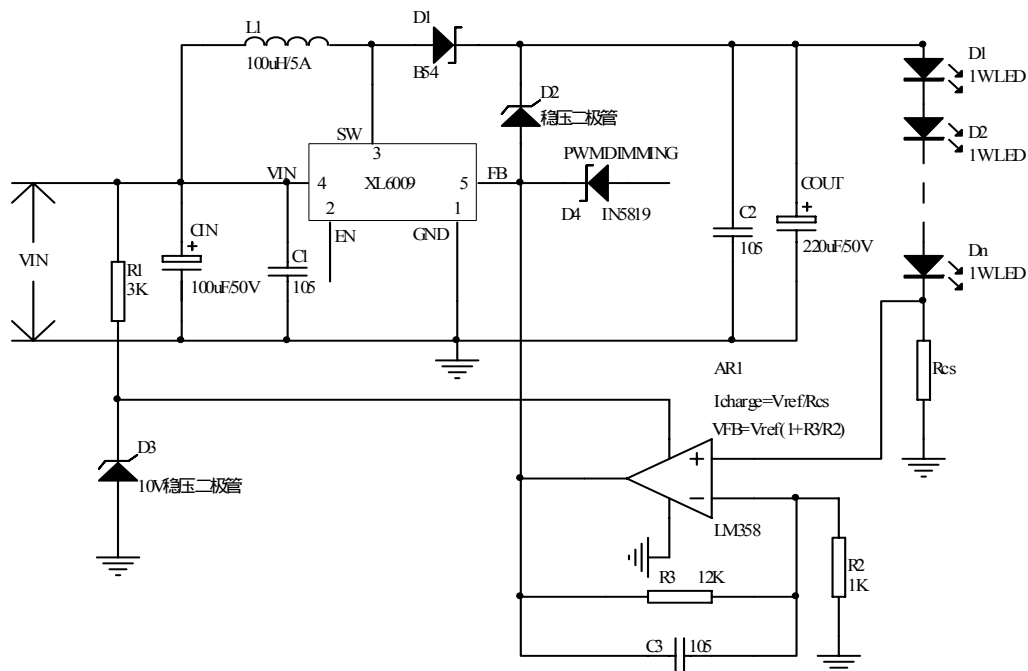 L1
100uH/5A
D1
B54
D2
稳压二极管
D1
1WLED
D2
1WLED
SW
3
VIN
4
XL6009
5
FB
PWMDIMMING
2
1
EN
GND
D4
IN5819
COUT
+
220uF/50V
C2
105
Dn
1WLED
VIN
R1
3K
CIN
+
100uF/50V
C1
105
Rcs
AR1
Icharge=Vref/Rcs
VFB=Vref(1+R3/R2)
D3
10V稳压二极管
+
−
LM358
R3
12K
R2
1K
C3
105